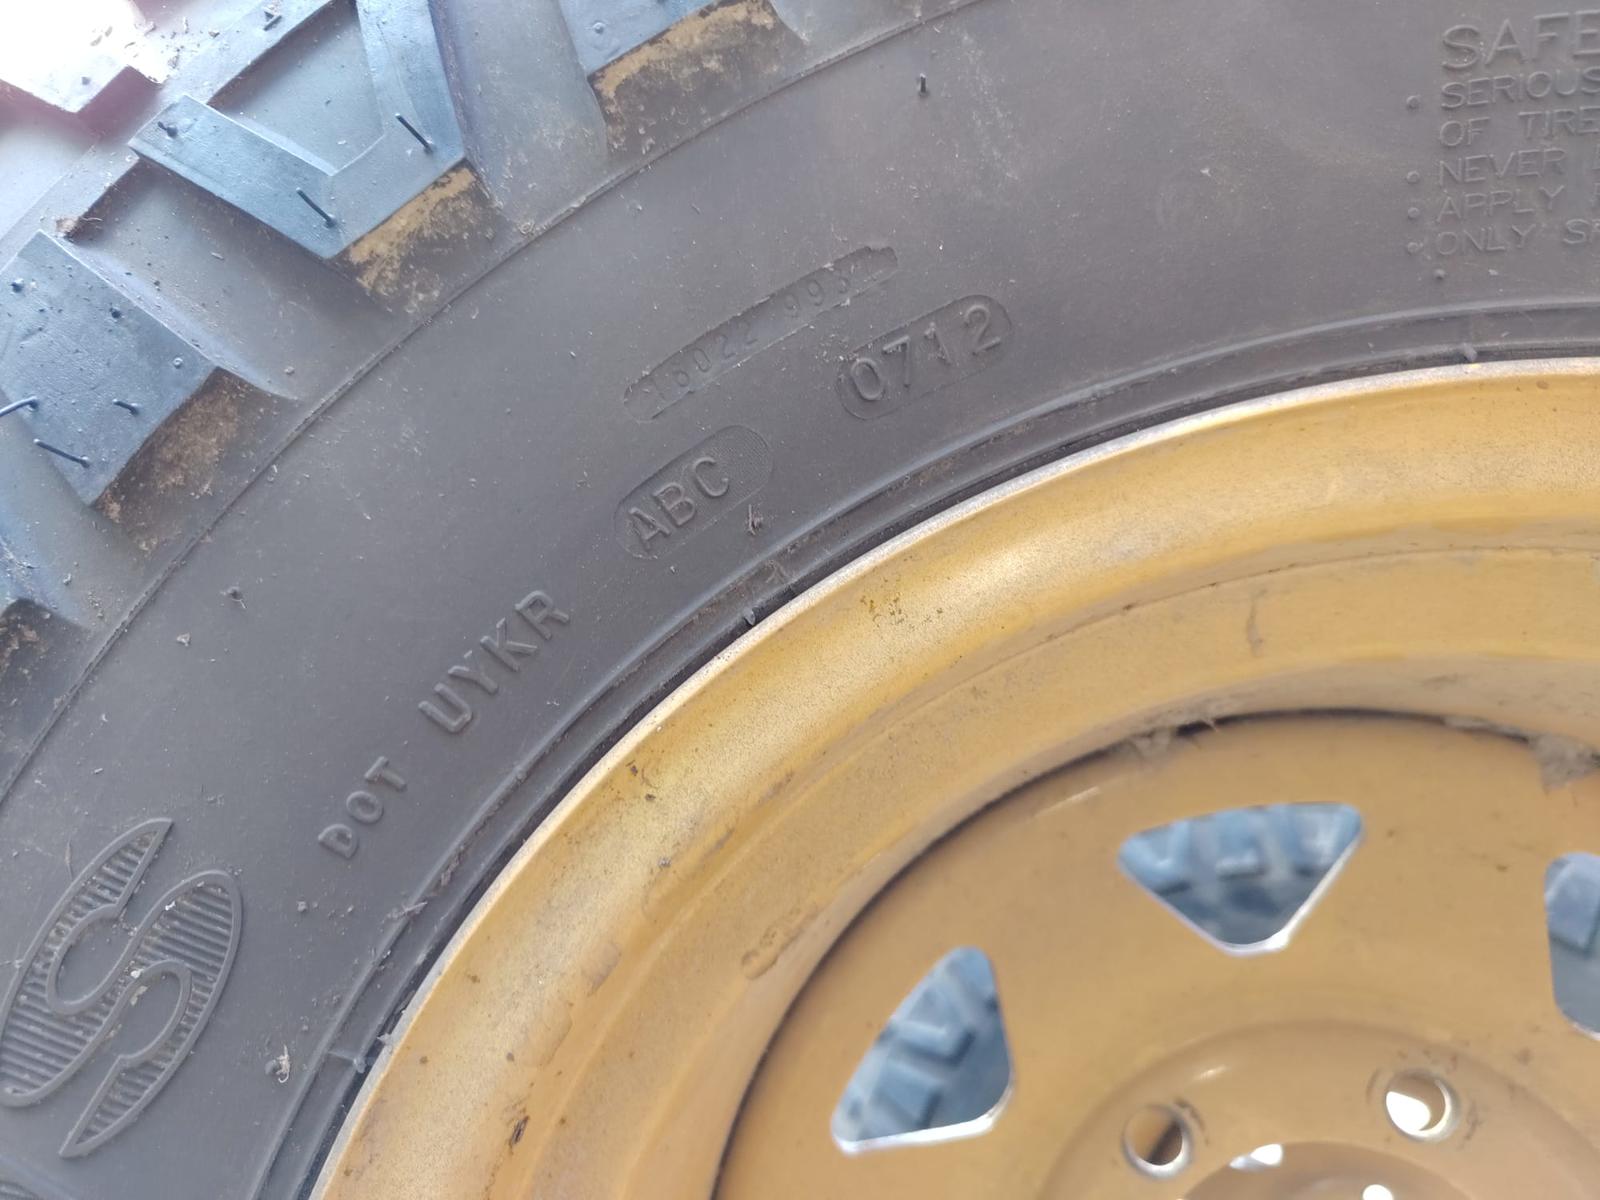 SAFE
• SERIOUS
OF TIRE
• NEVER
• APPLY
• ONLY
0712
ABC
DOT UYKR
S